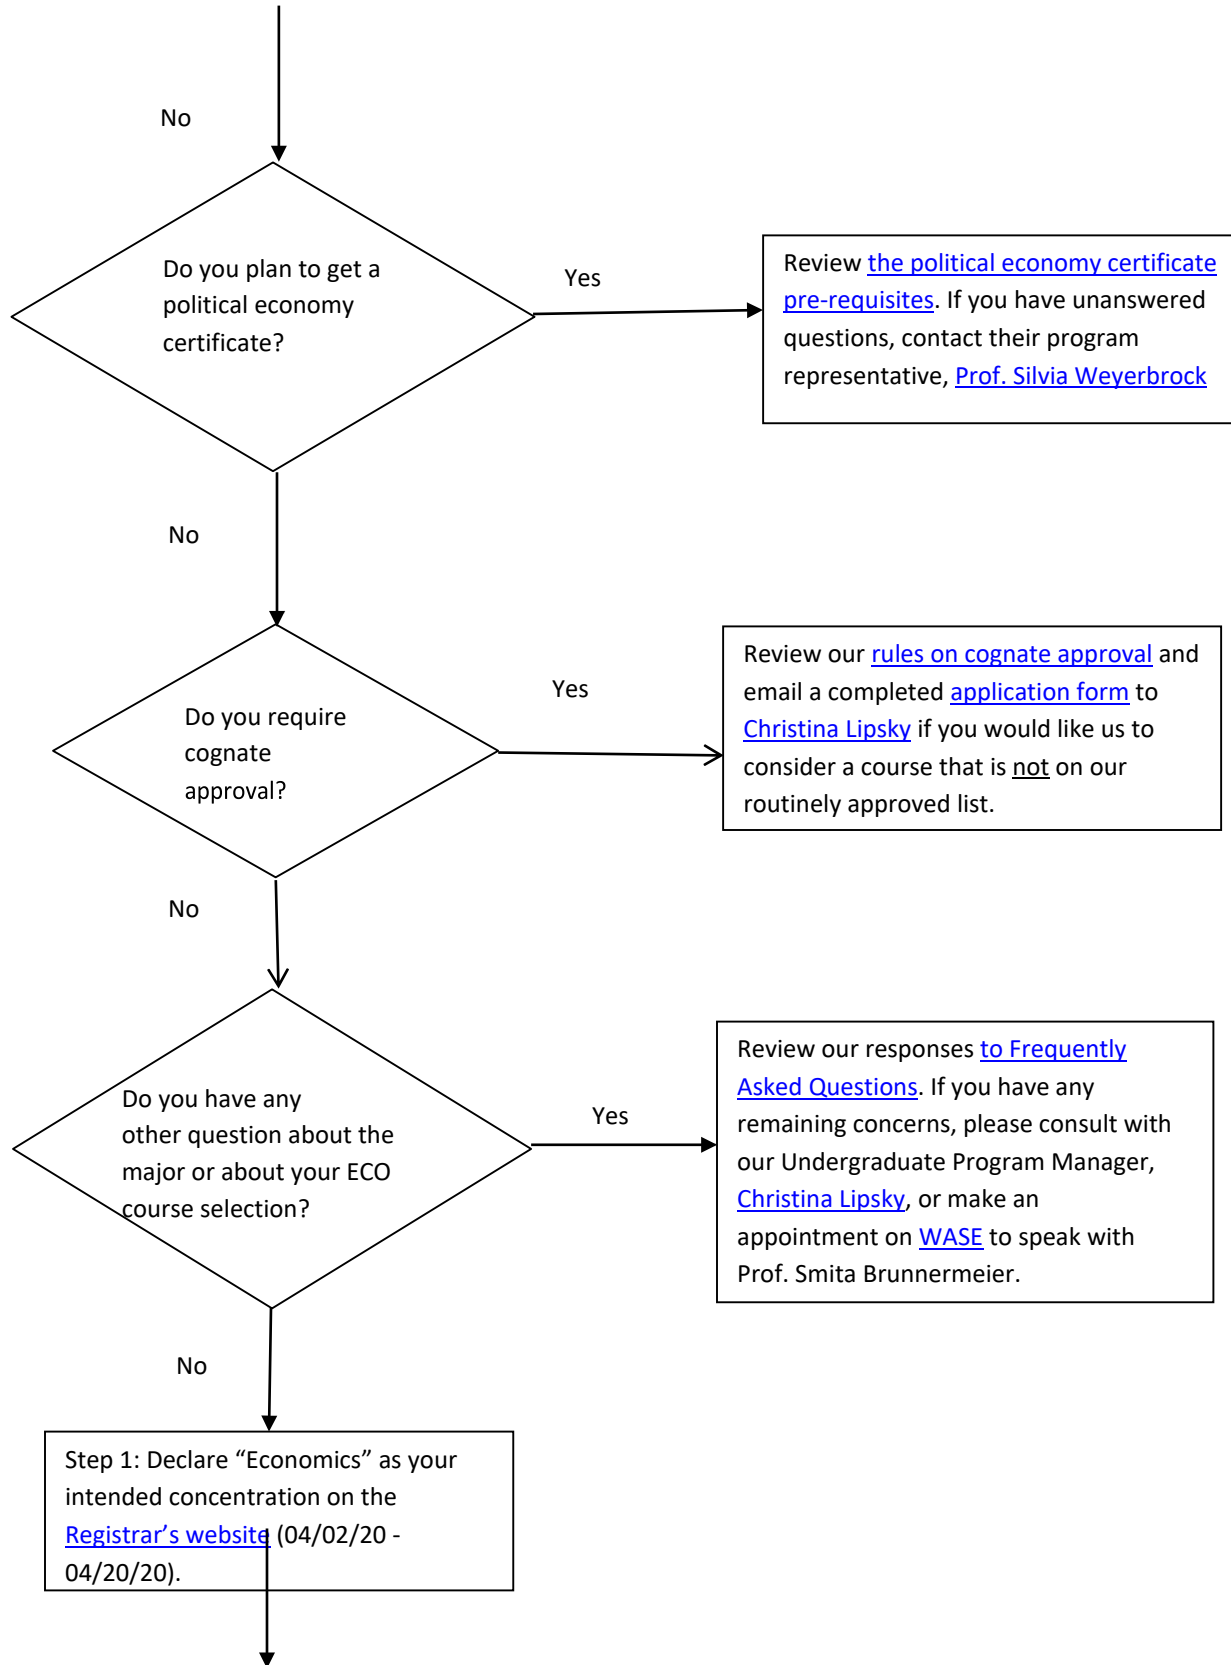 No
Do you plan to get a
political economy
certificate?
Yes
Review the political economy certificate
pre-requisites. If you have unanswered
questions, contact their program
representative, Prof. Silvia Weyerbrock
No
Do you require
cognate
approval?
Yes
Review our rules on cognate approval and
email a completed application form to
Christina Lipsky if you would like us to
consider a course that is not on our
routinely approved list.
No
Do you have any
other question about the
major or about your ECO
course selection?
Yes
Review our responses to Frequently
Asked Questions. If you have any
remaining concerns, please consult with
our Undergraduate Program Manager,
Christina Lipsky, or make an
appointment on WASE to speak with
Prof. Smita Brunnermeier.
No
Step 1: Declare “Economics” as your
intended concentration on the
Registrar’s website (04/02/20 -
04/20/20).